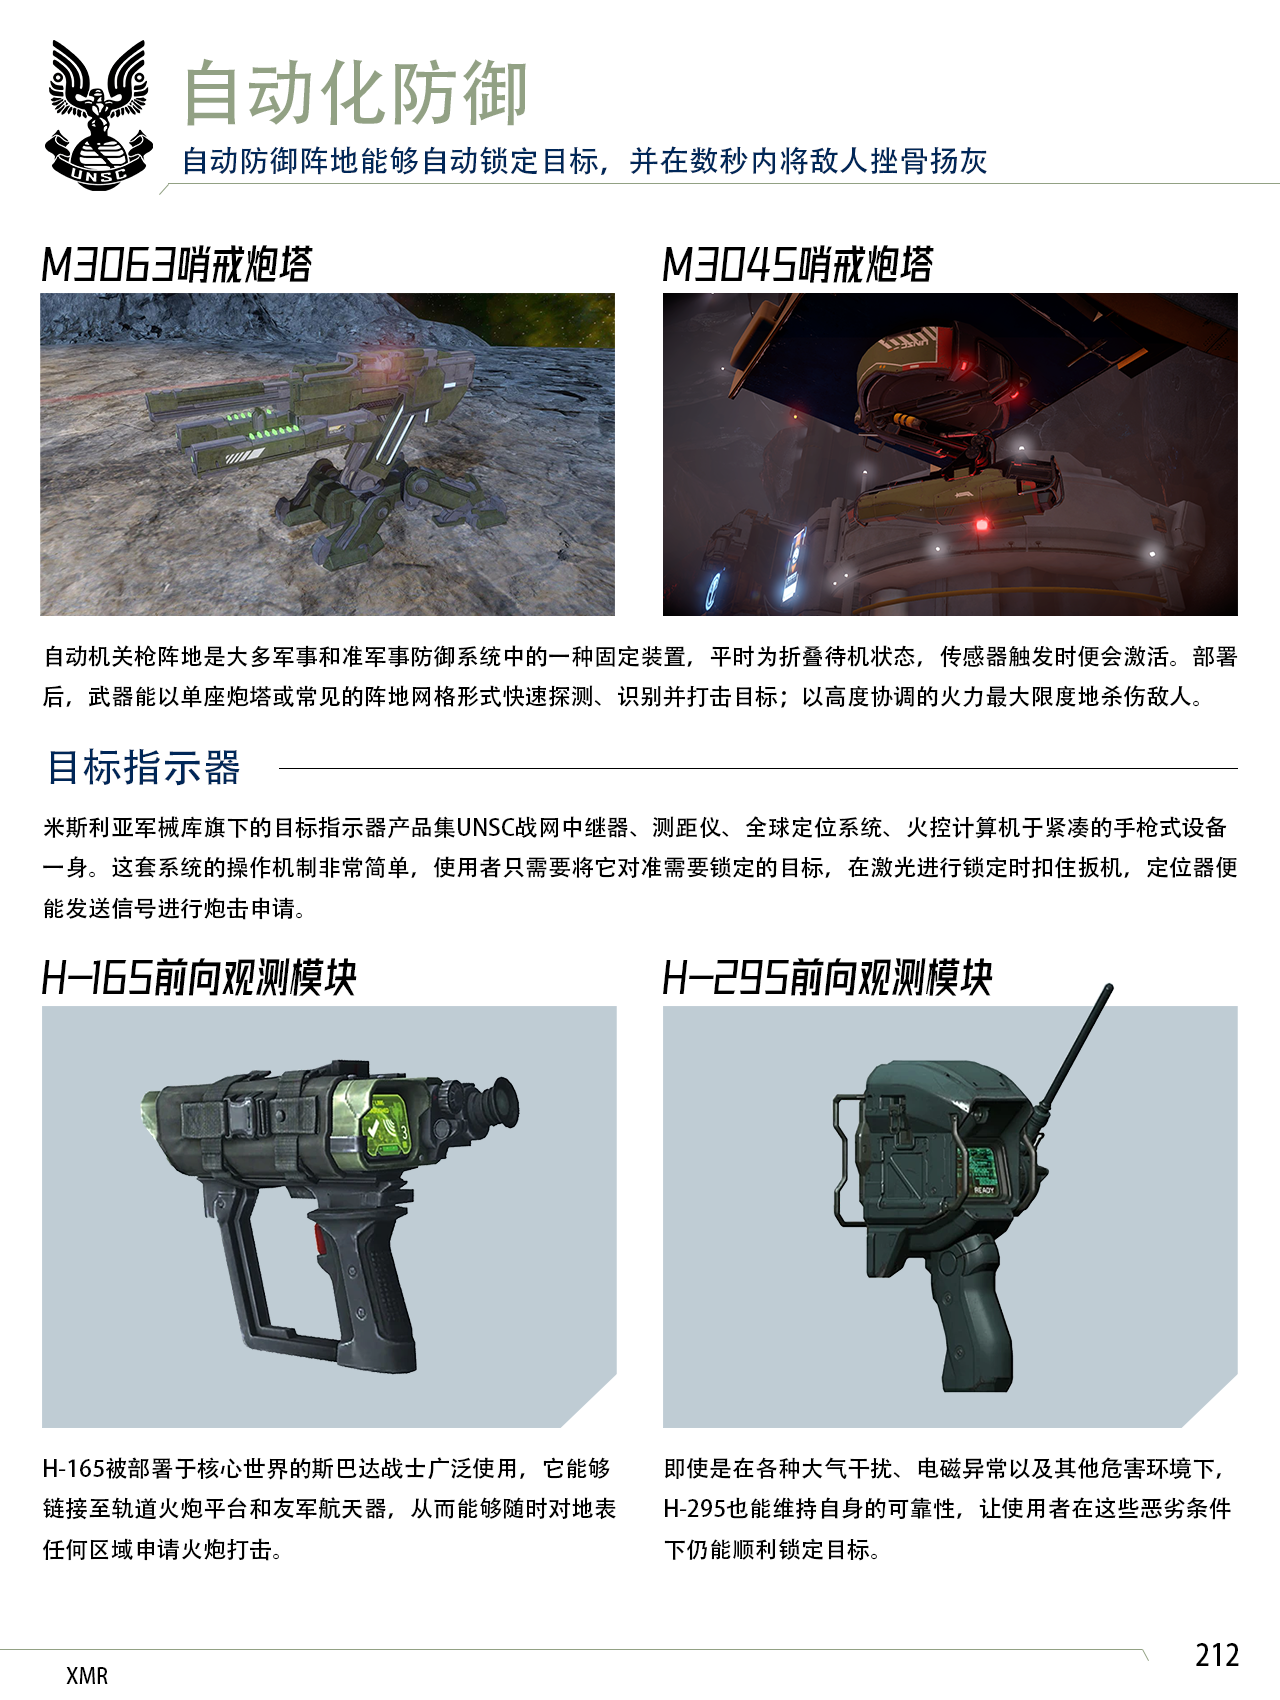 UNSC
自动化防御
自动防御阵地能够自动锁定目标，并在数秒内将敌人挫骨扬灰
M3063哨戒炮塔
M3045哨戒炮塔
自动机关枪阵地是大多军事和准军事防御系统中的一种固定装置，平时为折叠待机状态，传感器触发时便会激活。部署
后，武器能以单座炮塔或常见的阵地网格形式快速探测、识别并打击目标；以高度协调的火力最大限度地杀伤敌人。
目标指示器
米斯利亚军械库旗下的目标指示器产品集UNSC战网中继器、测距仪、全球定位系统、火控计算机于紧凑的手枪式设备
一身。这套系统的操作机制非常简单，使用者只需要将它对准需要锁定的目标，在激光进行锁定时扣住扳机，定位器便
能发送信号进行炮击申请。
H-165前向观测模块
H-295前向观测模块
3
READY
H-165被部署于核心世界的斯巴达战士广泛使用，它能够
链接至轨道火炮平台和友军航天器，从而能够随时对地表
任何区域申请火炮打击。
即使是在各种大气干扰、电磁异常以及其他危害环境下，
H-295也能维持自身的可靠性，让使用者在这些恶劣条件
下仍能顺利锁定目标。
212
XMR